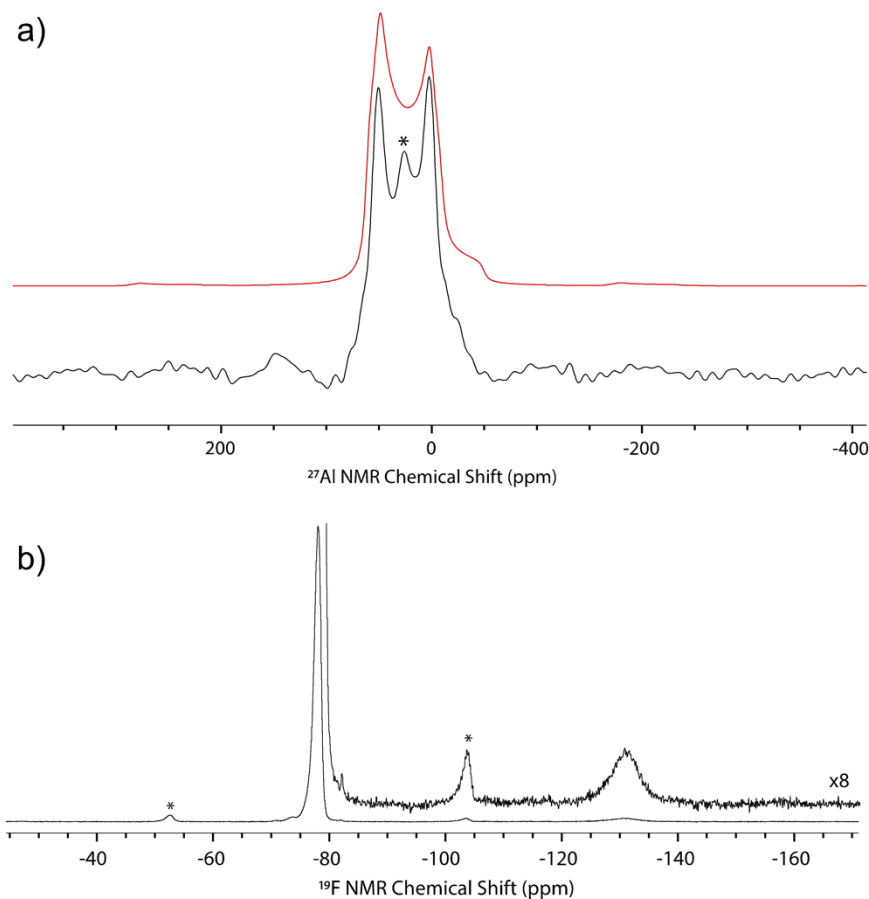 a)
*
200 0 -200 -400
²⁷Al NMR Chemical Shift (ppm)
b)
*
*
x8
-40 -60 -80 -100 -120 -140 -160
¹⁹F NMR Chemical Shift (ppm)